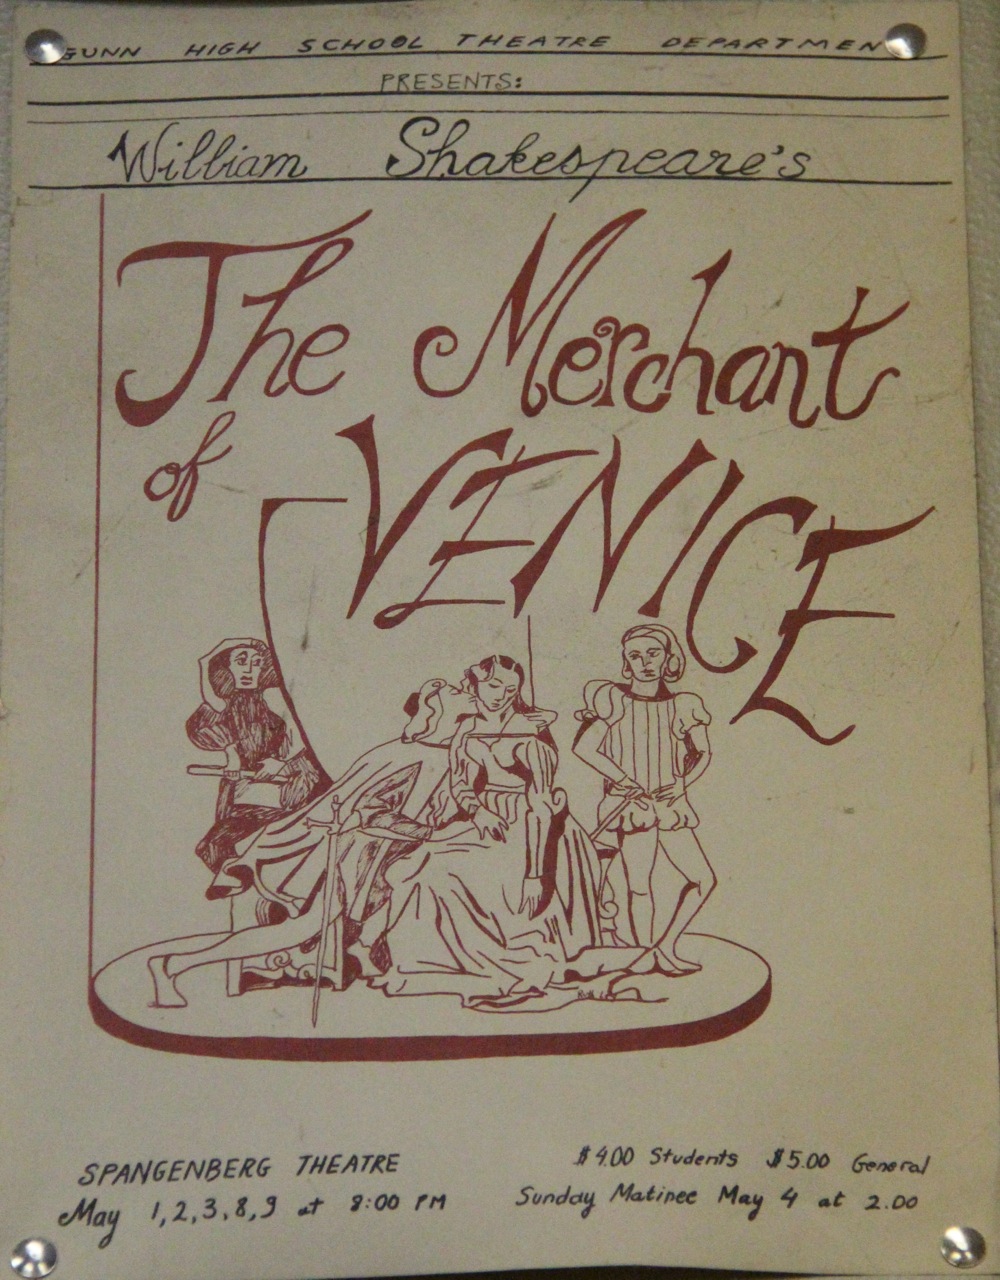 GUNN HIGH SCHOOL THEATRE DEPARTMEN
PRESENTS:
William Shakespeare's
The Merchant
of VENICE
SPANGENBERG THEATRE
May 1,2,3,8,9 at 8:00 PM
$4.00 Students $5.00 General
Sunday Matinee May 4 at 2.00